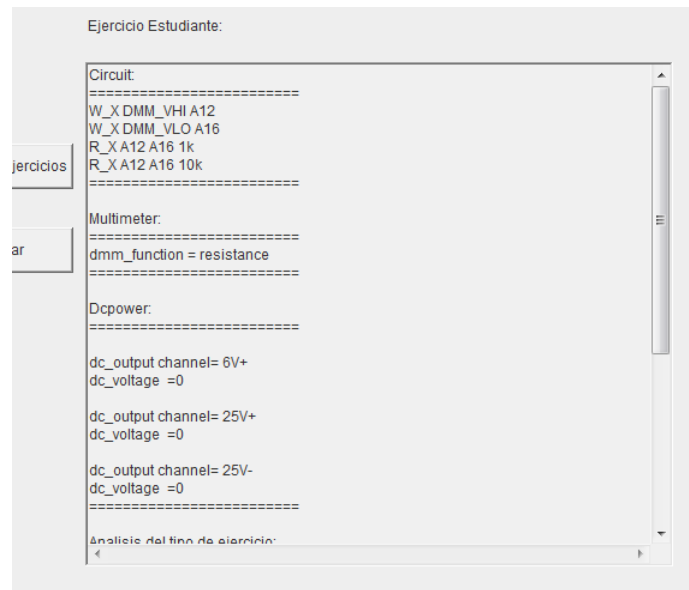 Ejercicio Estudiante:
Circuit:
=========================
W_X DMM_VHI A12
W_X DMM_VLO A16
R_X A12 A16 1k
R_X A12 A16 10k
=========================
jercicios
Multimeter:
=========================
ar
dmm_function = resistance
=========================
Dcpower:
=========================
dc_output channel= 6V+
dc_voltage =0
dc_output channel= 25V+
dc_voltage =0
dc_output channel= 25V-
dc_voltage =0
=========================
Analisis del tipo de ejercicio: